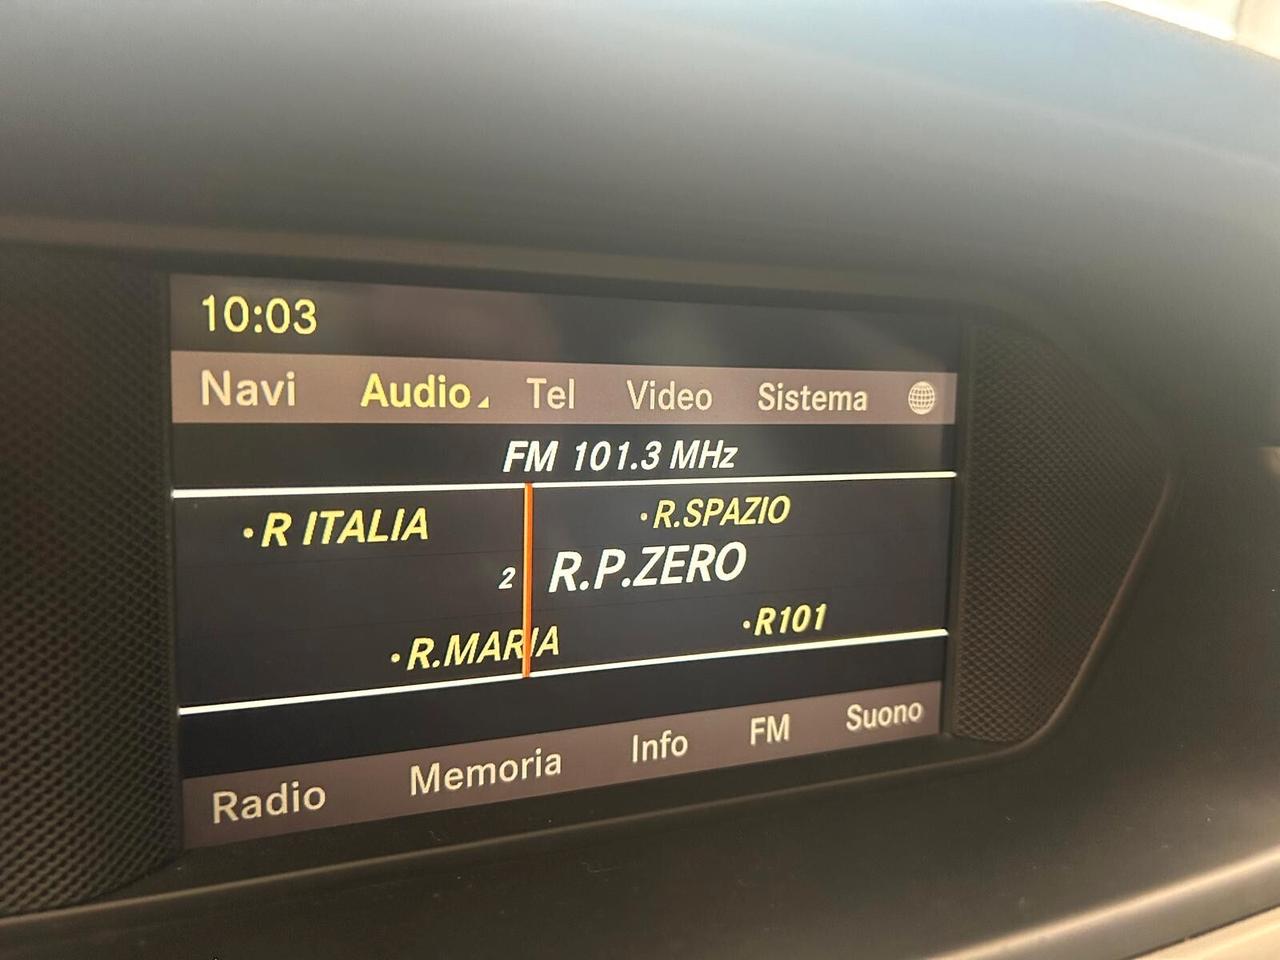 10:03
Navi Audio Tel Video Sistema
FM 101.3 MHz
•R ITALIA •R.SPAZIO
2 R.P.ZERO
•R.MARIA •R101
Radio Memoria Info FM Suono